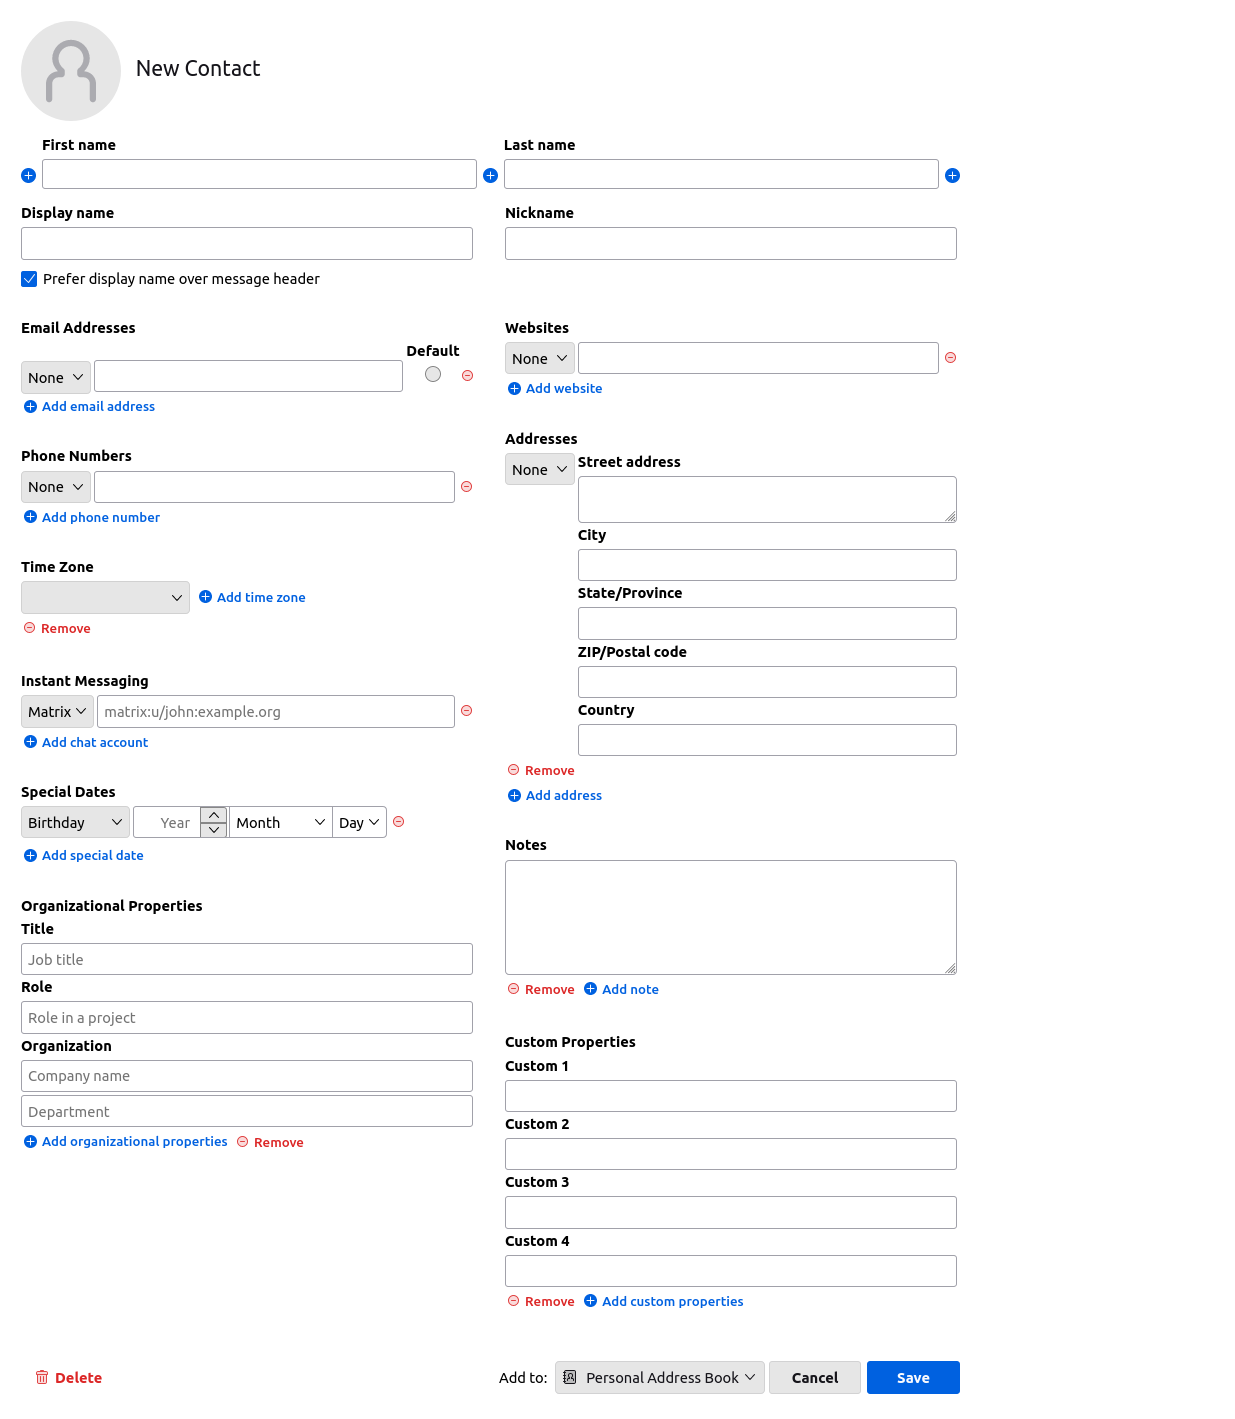 New Contact
First name
Last name
Display name
Nickname
Prefer display name over message header
Email Addresses
Default
None
Add email address
Phone Numbers
None
Add phone number
Time Zone
Add time zone
Remove
Instant Messaging
Matrix
matrix:u/john:example.org
Add chat account
Special Dates
Birthday
Year
Month
Day
Add special date
Organizational Properties
Title
Job title
Role
Role in a project
Organization
Company name
Department
Add organizational properties
Remove
Websites
None
Add website
Addresses
None
Street address
City
State/Province
ZIP/Postal code
Country
Remove
Add address
Notes
Remove
Add note
Custom Properties
Custom 1
Custom 2
Custom 3
Custom 4
Remove
Add custom properties
Delete
Add to:
Personal Address Book
Cancel
Save